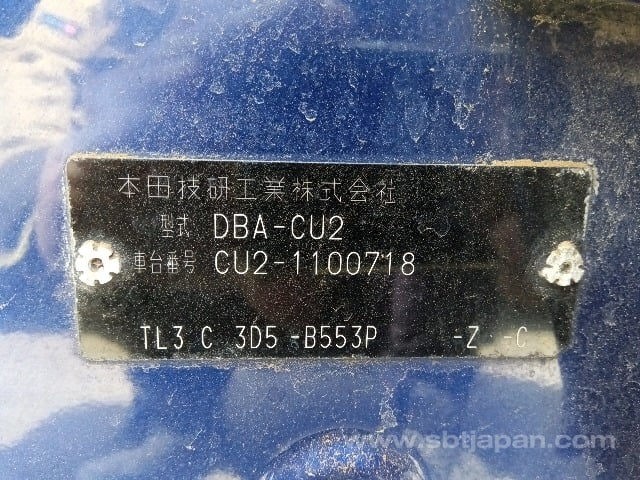 本田技研工業株式会社
型式 DBA-CU2
車台番号 CU2-1100718
TL3 C 3D5 -B553P -Z -C
www.sbtjapan.com